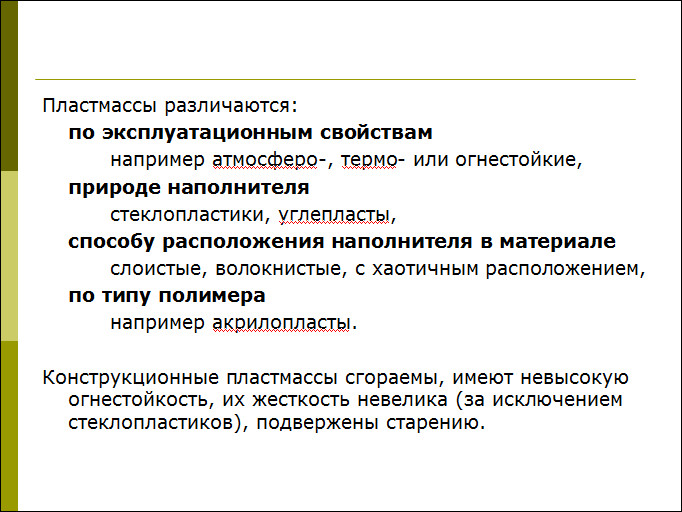 Пластмассы различаются:
по эксплуатационным свойствам
например атмосферо-, термо- или огнестойкие,
природе наполнителя
стеклопластики, углепласты,
способу расположения наполнителя в материале
слоистые, волокнистые, с хаотичным расположением,
по типу полимера
например акрилопласты.
Конструкционные пластмассы сгораемы, имеют невысокую
огнестойкость, их жесткость невелика (за исключением
стеклопластиков), подвержены старению.